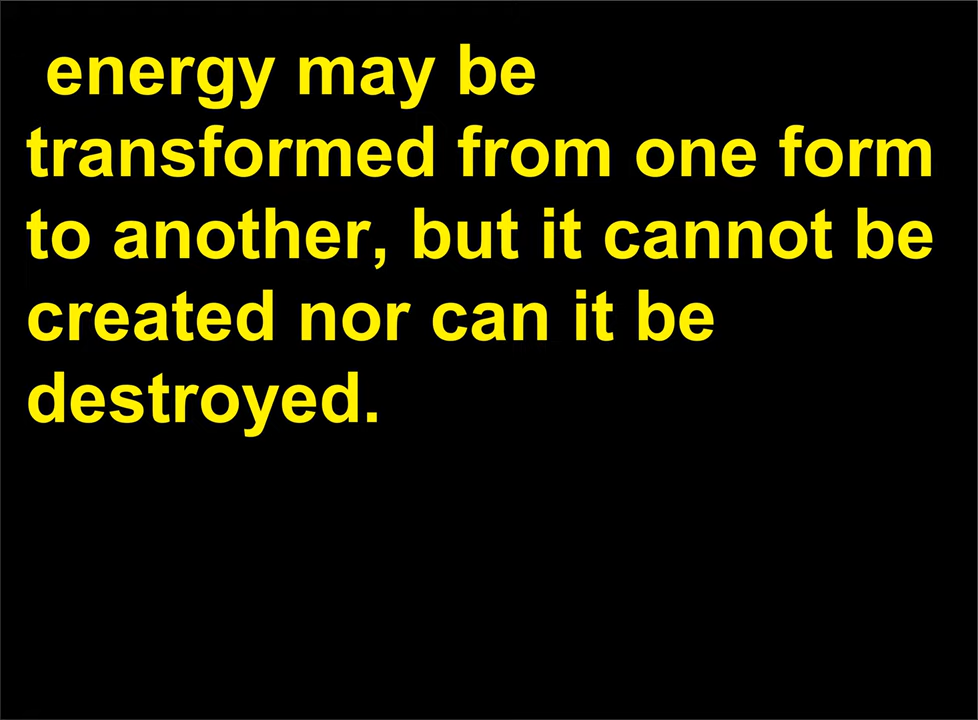 energy may be
transformed from one form
to another, but it cannot be
created nor can it be
destroyed.